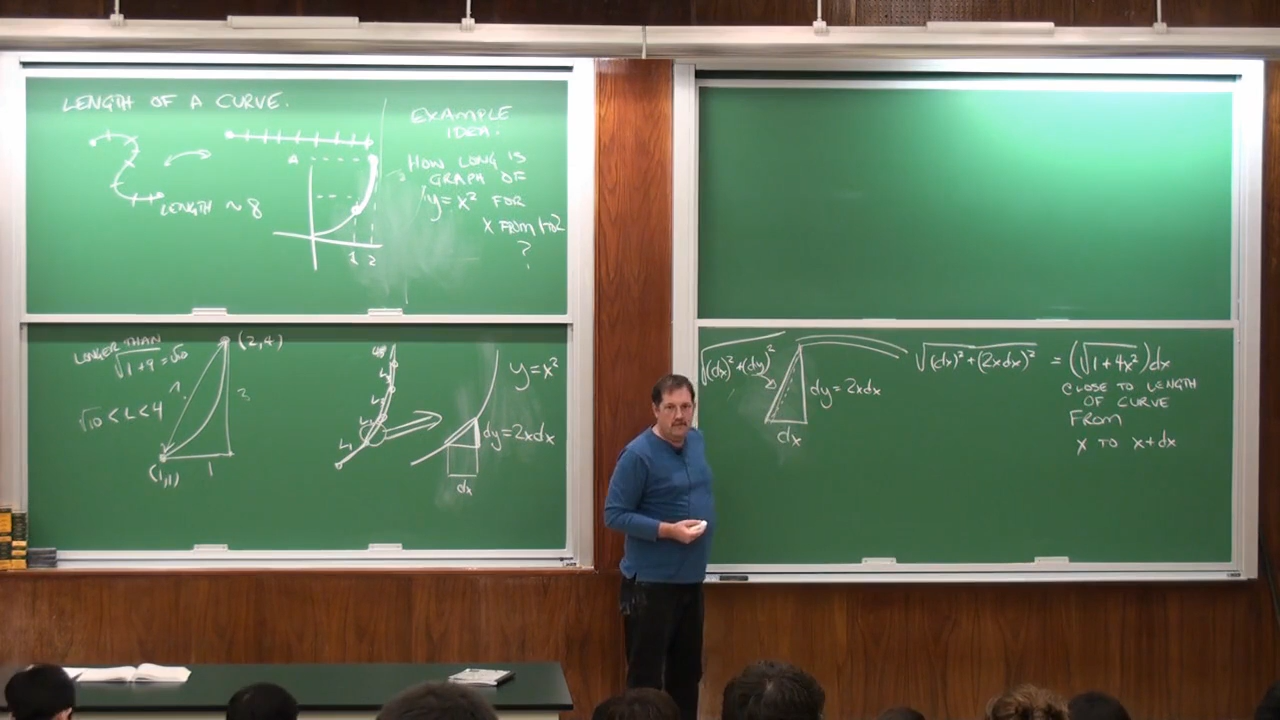 LENGTH OF A CURVE.
LENGTH ~ 8
4
1 2
EXAMPLE
IDEA:
HOW LONG IS
GRAPH OF
y = x² FOR
x FROM 1 TO 2
?
LONGER THAN
√1+9 = √10
√10 < L < 4
(2,4)
3
(1,1)
1
L₁
y = x²
dy = 2xdx
dx
√(dx)²+(dy)²
dy = 2xdx
dx
√(dx)²+(2xdx)² = (√1+4x²)dx
CLOSE TO LENGTH
OF CURVE
FROM
x TO x+dx